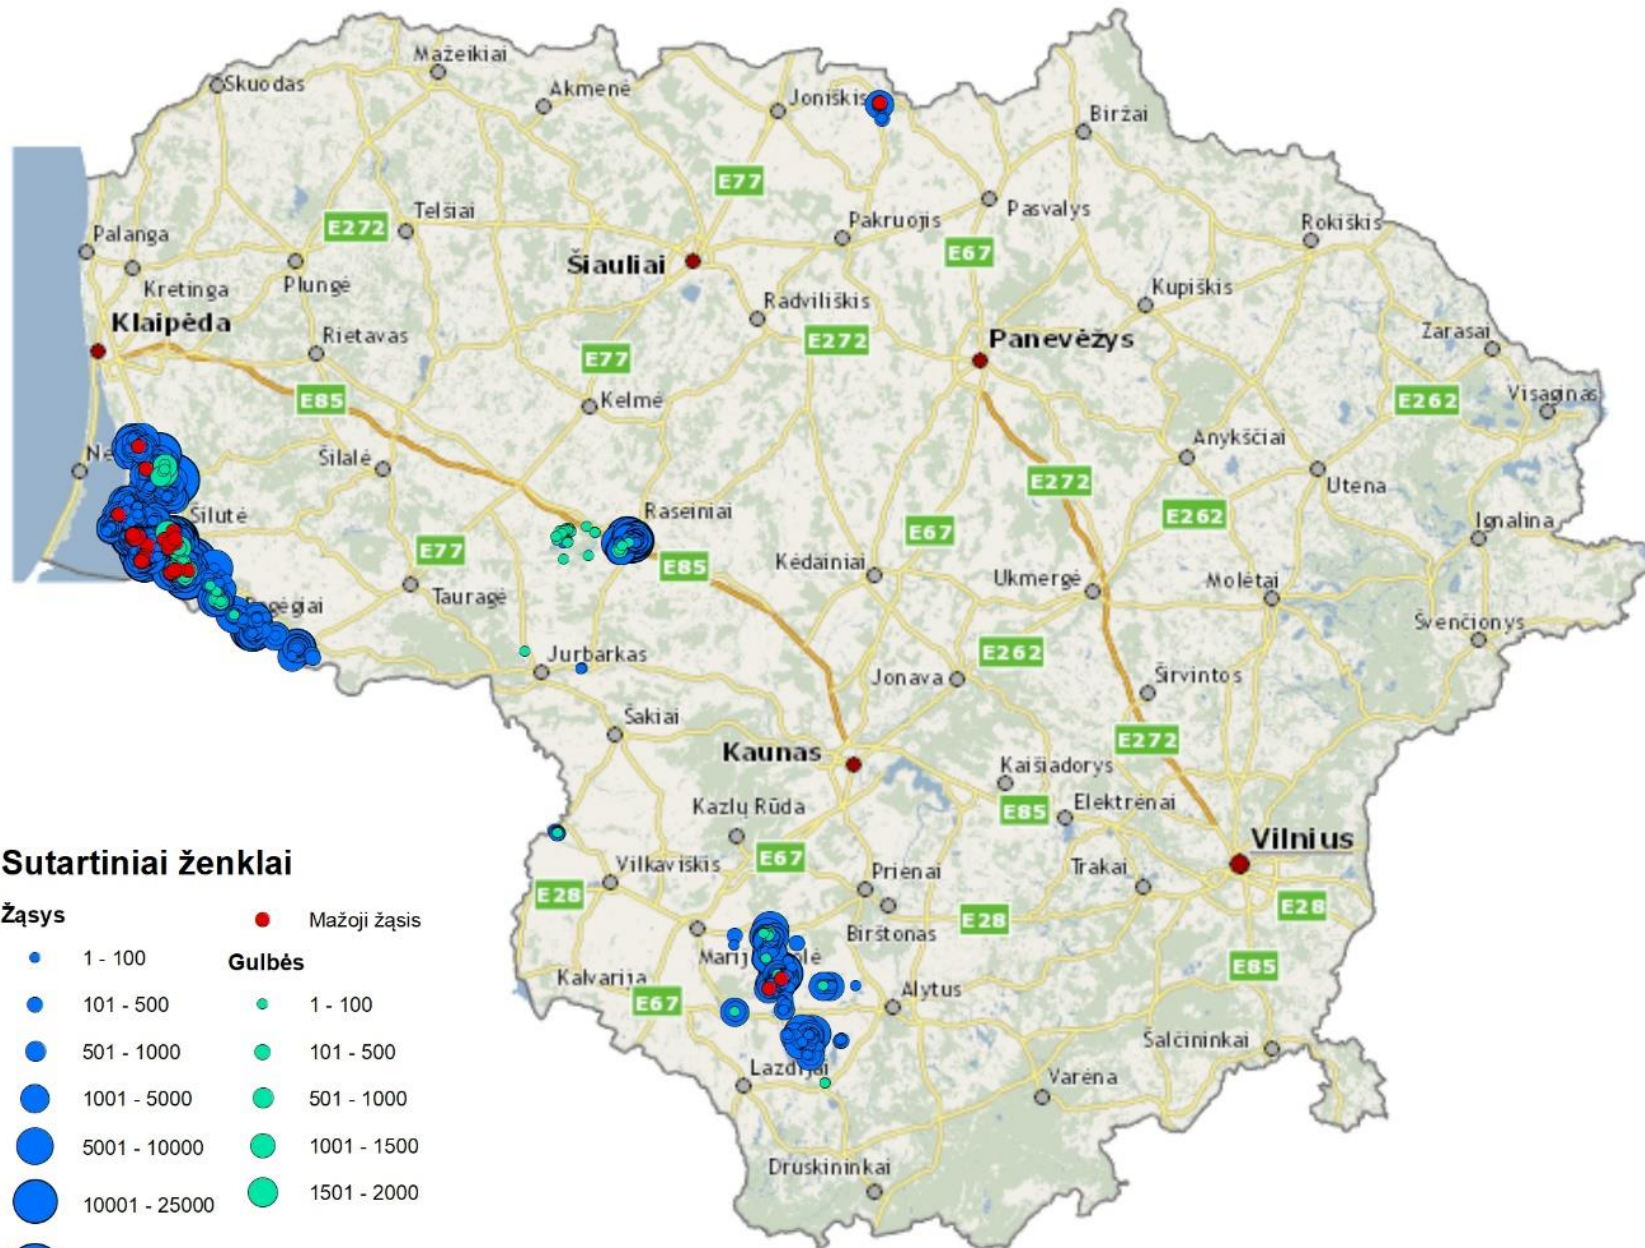 Mažeikiai
Skuodas
Akmenė
Joniškis
Biržai
E77
Telšiai
E272
Pasvalys
Pakruojis
Rokiškis
Palanga
E67
Šiauliai
Kretinga
Plungė
Kupiškis
Radviliškis
Klaipėda
Rietavas
E272
Panevėžys
Zarasai
E77
E85
Kelmė
E262
Visaginas
Anykščiai
Šilalė
E272
Utena
Šilutė
Raseiniai
E262
Ignalina
E67
E77
E85
Kėdainiai
Ukmergė
Molėtai
Tauragė
Švenčionys
Jurbarkas
E262
Jonava
Širvintos
Šakiai
E272
Kaunas
Kaišiadorys
Kazlų Rūda
E85
Elektrėnai
Vilnius
E67
Vilkaviškis
Prienai
Trakai
E28
E28
E28
Birštonas
E85
Kalvarija
E67
Alytus
Šalčininkai
Lazdijai
Varėna
Druskininkai
Sutartiniai ženklai
Žąsys
Mažoji žąsis
1 - 100
Gulbės
101 - 500
1 - 100
501 - 1000
101 - 500
1001 - 5000
501 - 1000
5001 - 10000
1001 - 1500
10001 - 25000
1501 - 2000